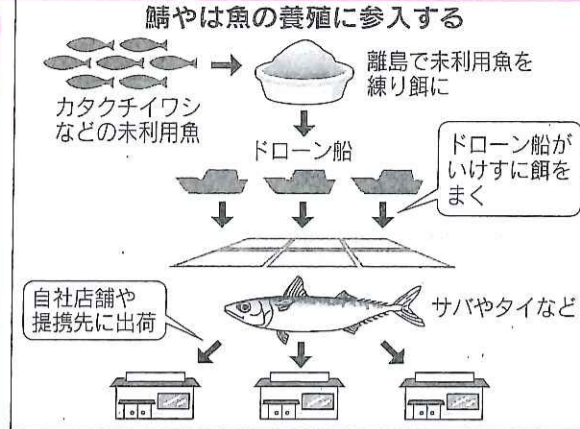 鯖やは魚の養殖に参入する
離島で未利用魚を
練り餌に
カタクチイワシ
などの未利用魚
ドローン船
ドローン船が
いけすに餌を
まく
自社店舗や
提携先に出荷
サバやタイなど